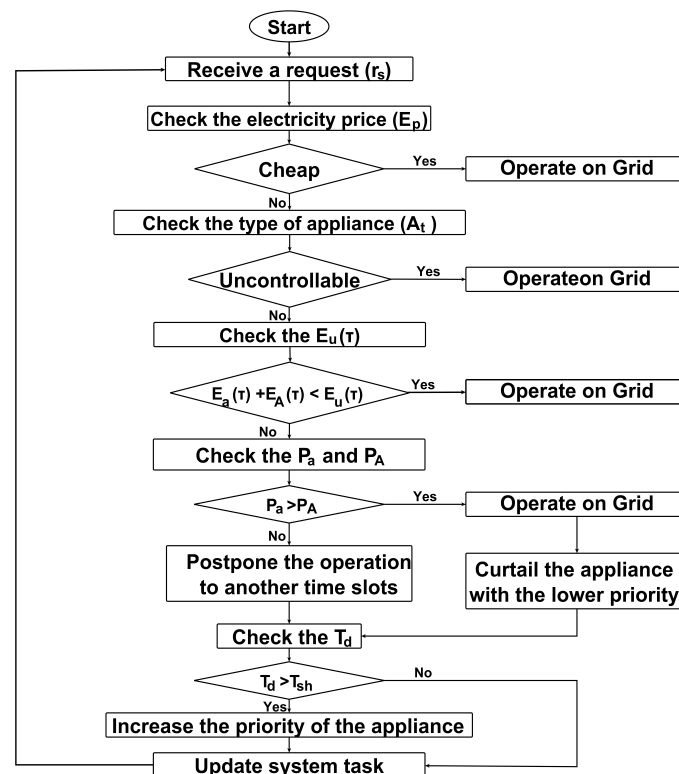 Start
Receive a request (rs)
Check the electricity price (Ep)
Cheap
Yes
Operate on Grid
No
Check the type of appliance (At )
Uncontrollable
Yes
Operateon Grid
No
Check the Eu(τ)
Ea(τ) +EA(τ) < Eu(τ)
Yes
Operate on Grid
No
Check the Pa and PA
Pa >PA
Yes
Operate on Grid
No
Postpone the operation
to another time slots
Curtail the appliance
with the lower priority
Check the Td
Td >Tsh
No
Yes
Increase the priority of the appliance
Update system task